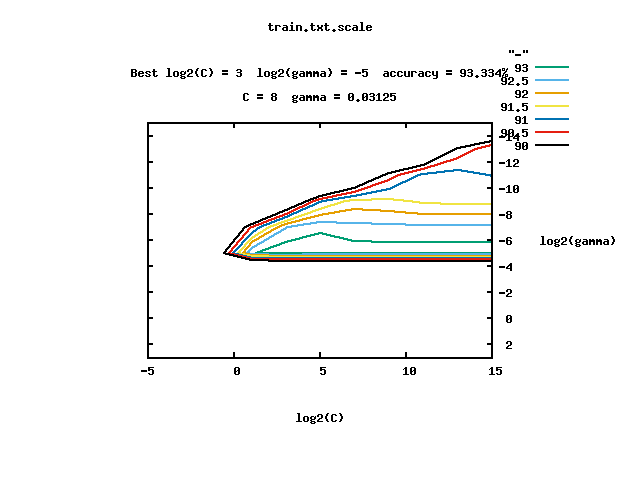 train.txt.scale
"-"
Best log2(C) = 3  log2(gamma) = -5  accuracy = 93.334%
93
92.5
C = 8  gamma = 0.03125
92
91.5
91
90.5
90
-14
-12
-10
-8
-6
log2(gamma)
-4
-2
0
2
-5 0 5 10 15
log2(C)